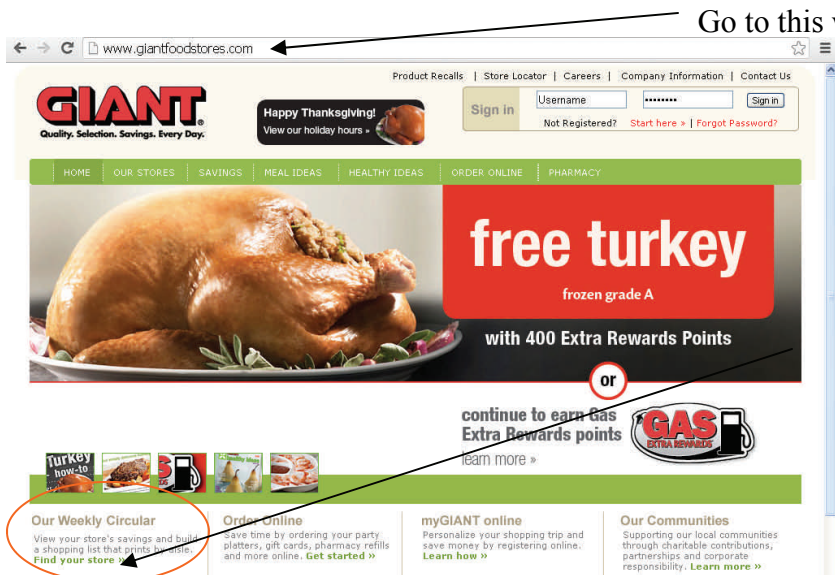 Go to this
www.giantfoodstores.com
Product Recalls | Store Locator | Careers | Company Information | Contact Us
GIANT®
Quality. Selection. Savings. Every Day.
Happy Thanksgiving!
View our holiday hours »
Sign in
Username
••••••••
Sign in
Not Registered? Start here » | Forgot Password?
HOME OUR STORES SAVINGS MEAL IDEAS HEALTHY IDEAS ORDER ONLINE PHARMACY
free turkey
frozen grade A
with 400 Extra Rewards Points
or
continue to earn Gas
Extra Rewards points
learn more »
GAS
EXTRA REWARDS
Turkey
how-to
Our Weekly Circular
View your store's savings and build
a shopping list that prints by aisle.
Find your store »
Order Online
Save time by ordering your party
platters, gift cards, pharmacy refills
and more online. Get started »
myGIANT online
Personalize your shopping trip and
save money by registering online.
Learn how »
Our Communities
Supporting our local communities
through charitable contributions,
partnerships and corporate
responsibility. Learn more »